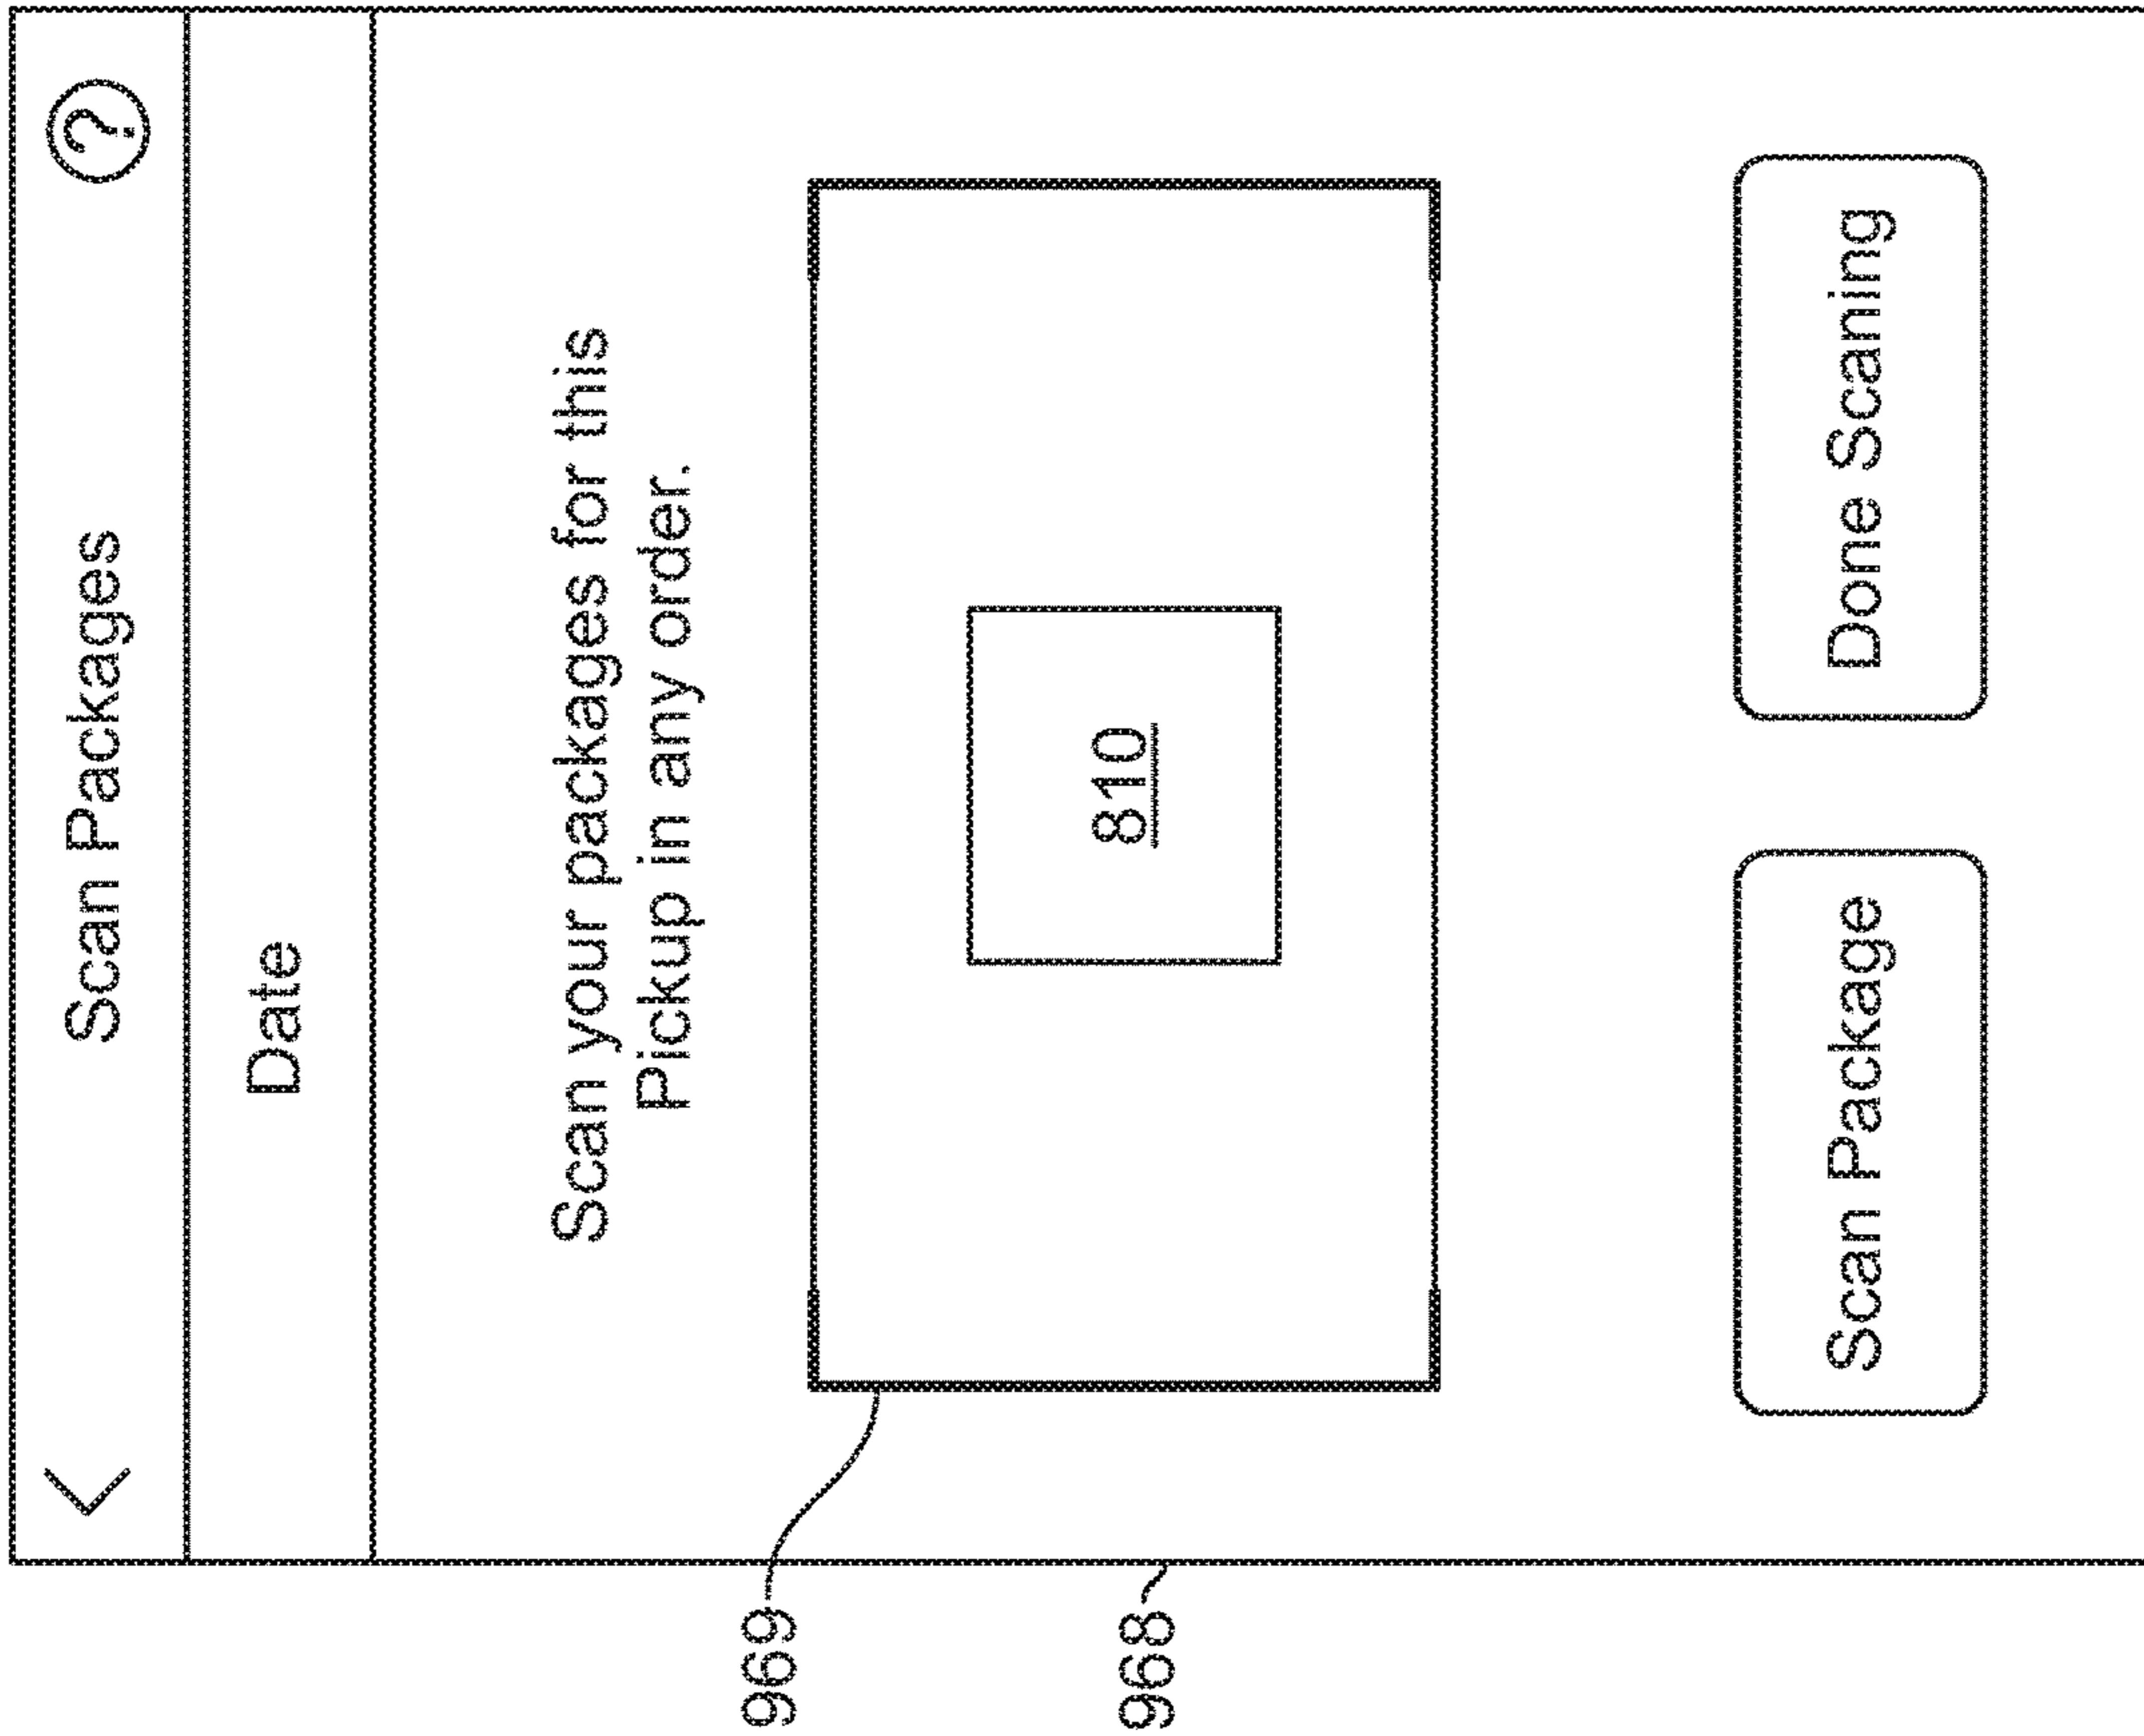 Scan Packages ?
Date
Scan your packages for this
Pickup in any order.
969
810
968
Scan Package
Done Scaning